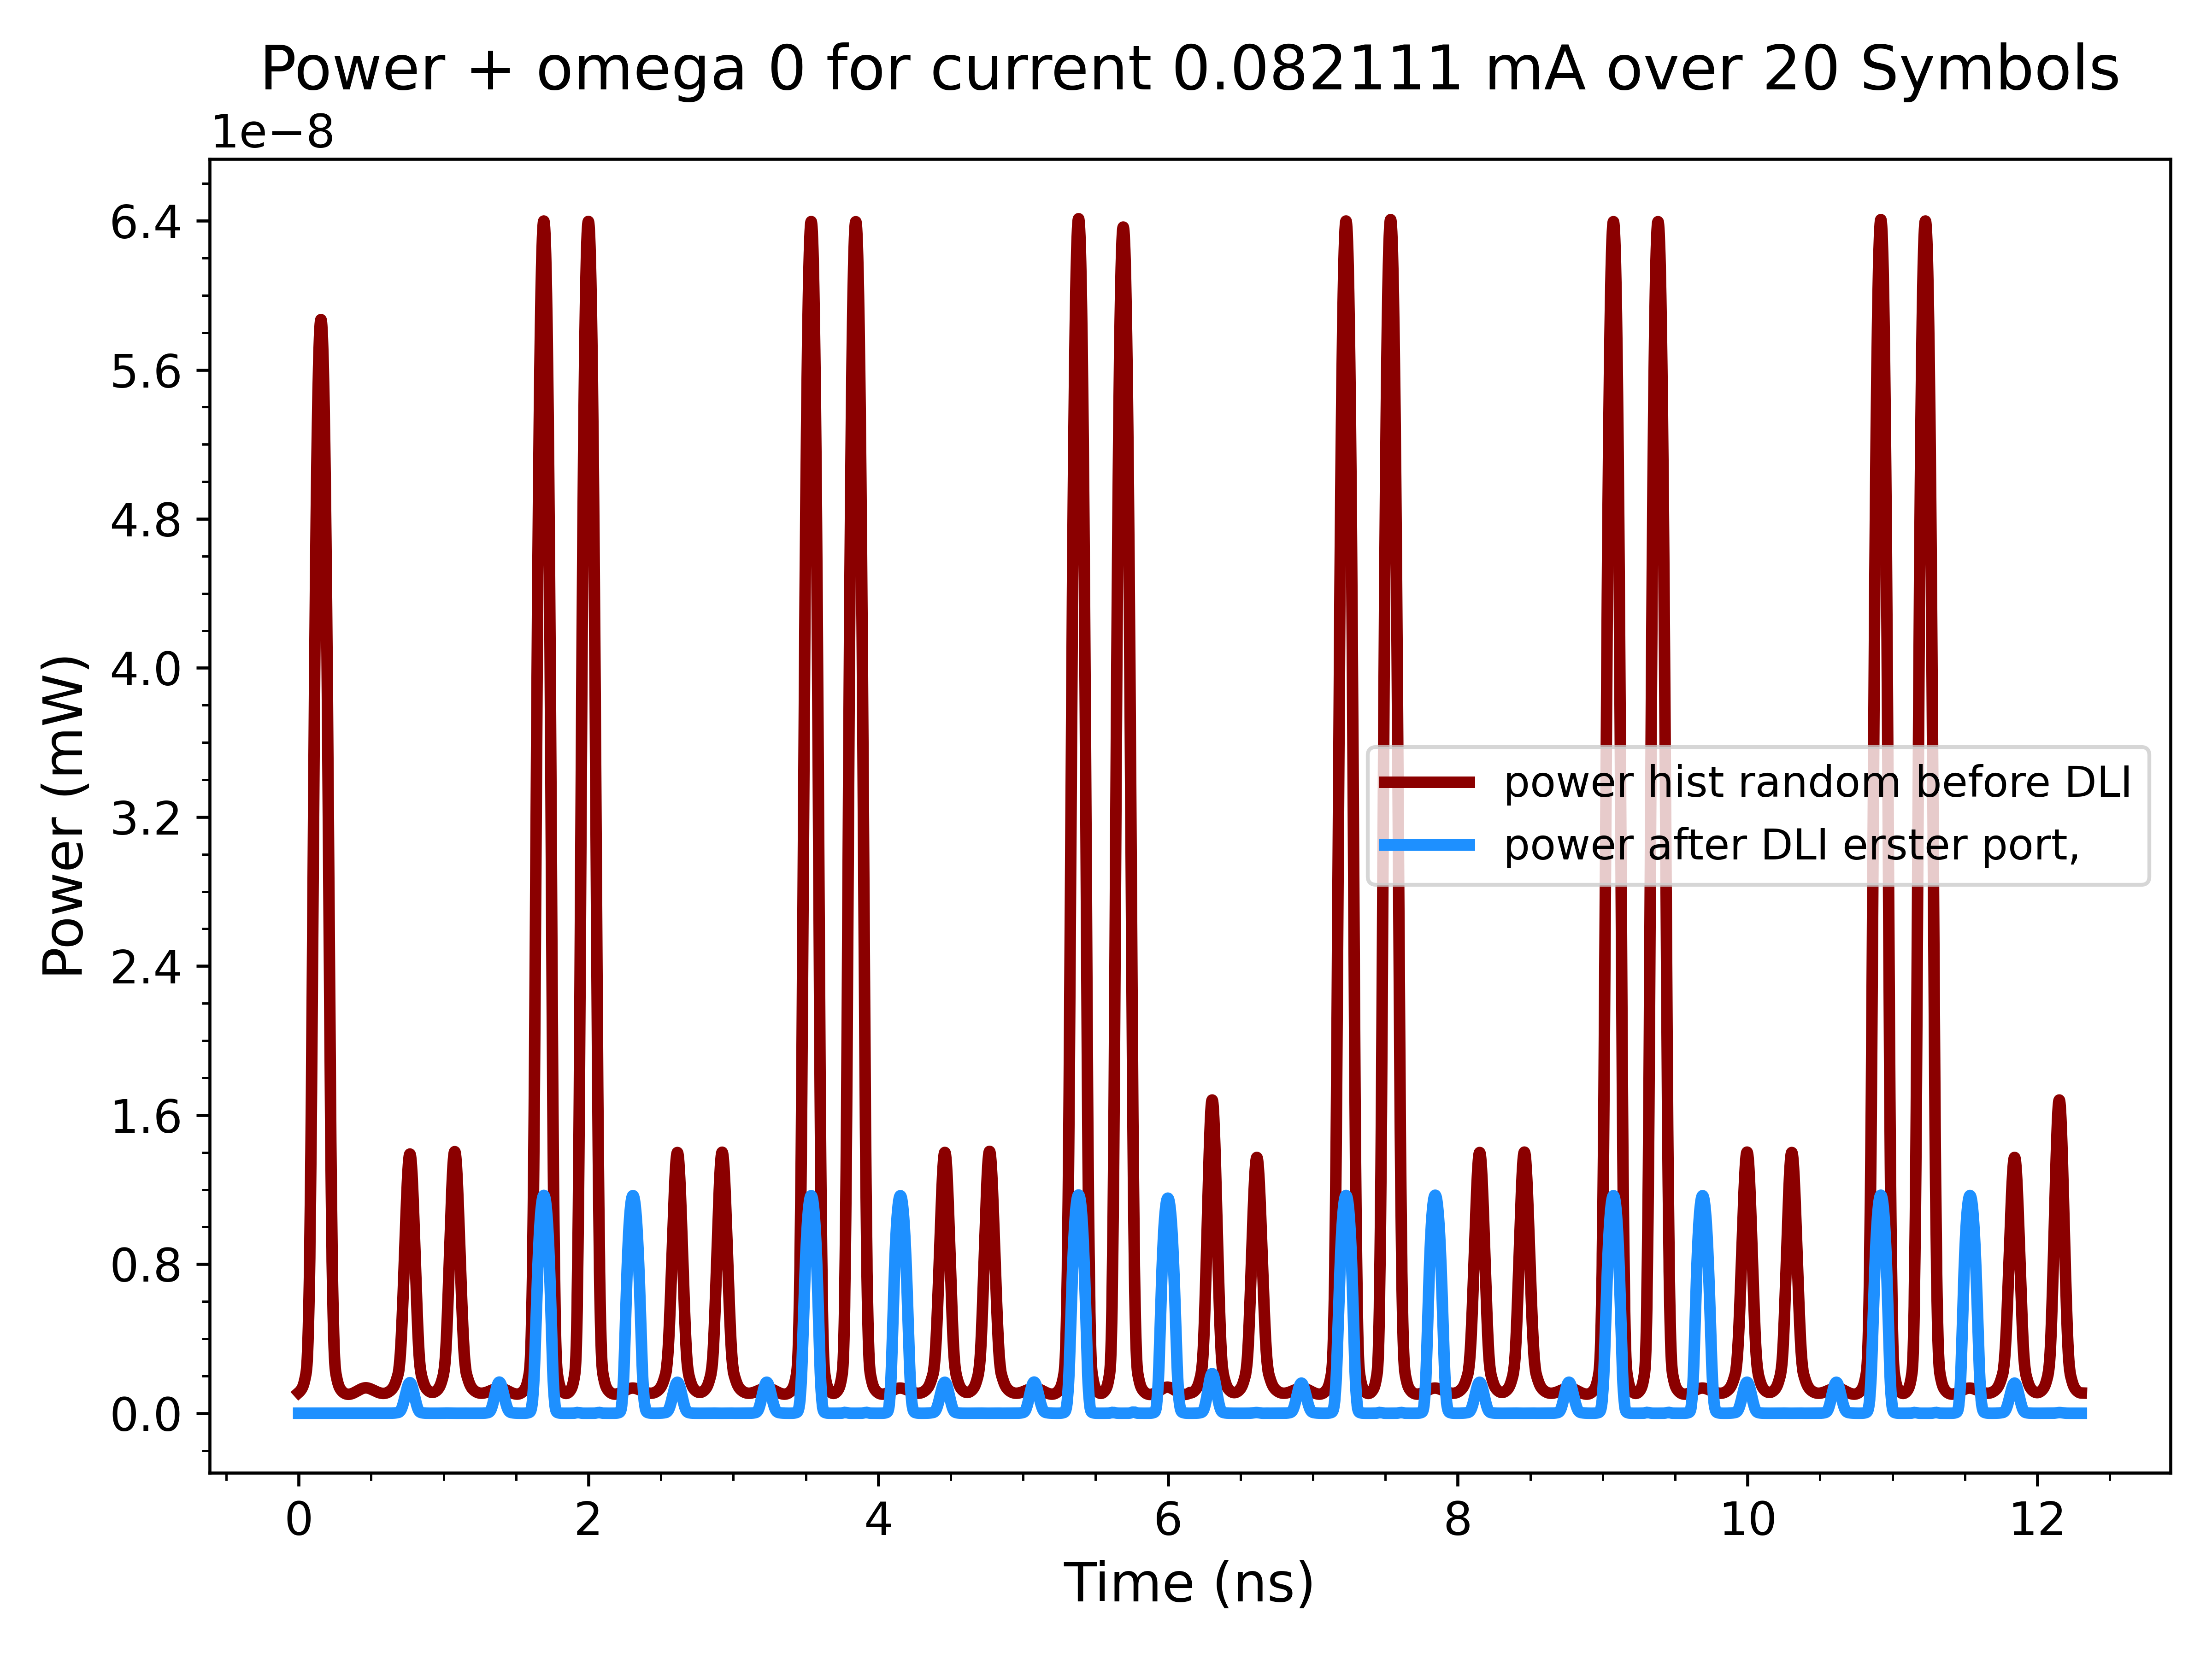 Power + omega 0 for current 0.082111 mA over 20 Symbols
1e−8
6.4
5.6
4.8
4.0
3.2
2.4
1.6
0.8
0.0
Power (mW)
power hist random before DLI
power after DLI erster port,
0 2 4 6 8 10 12
Time (ns)